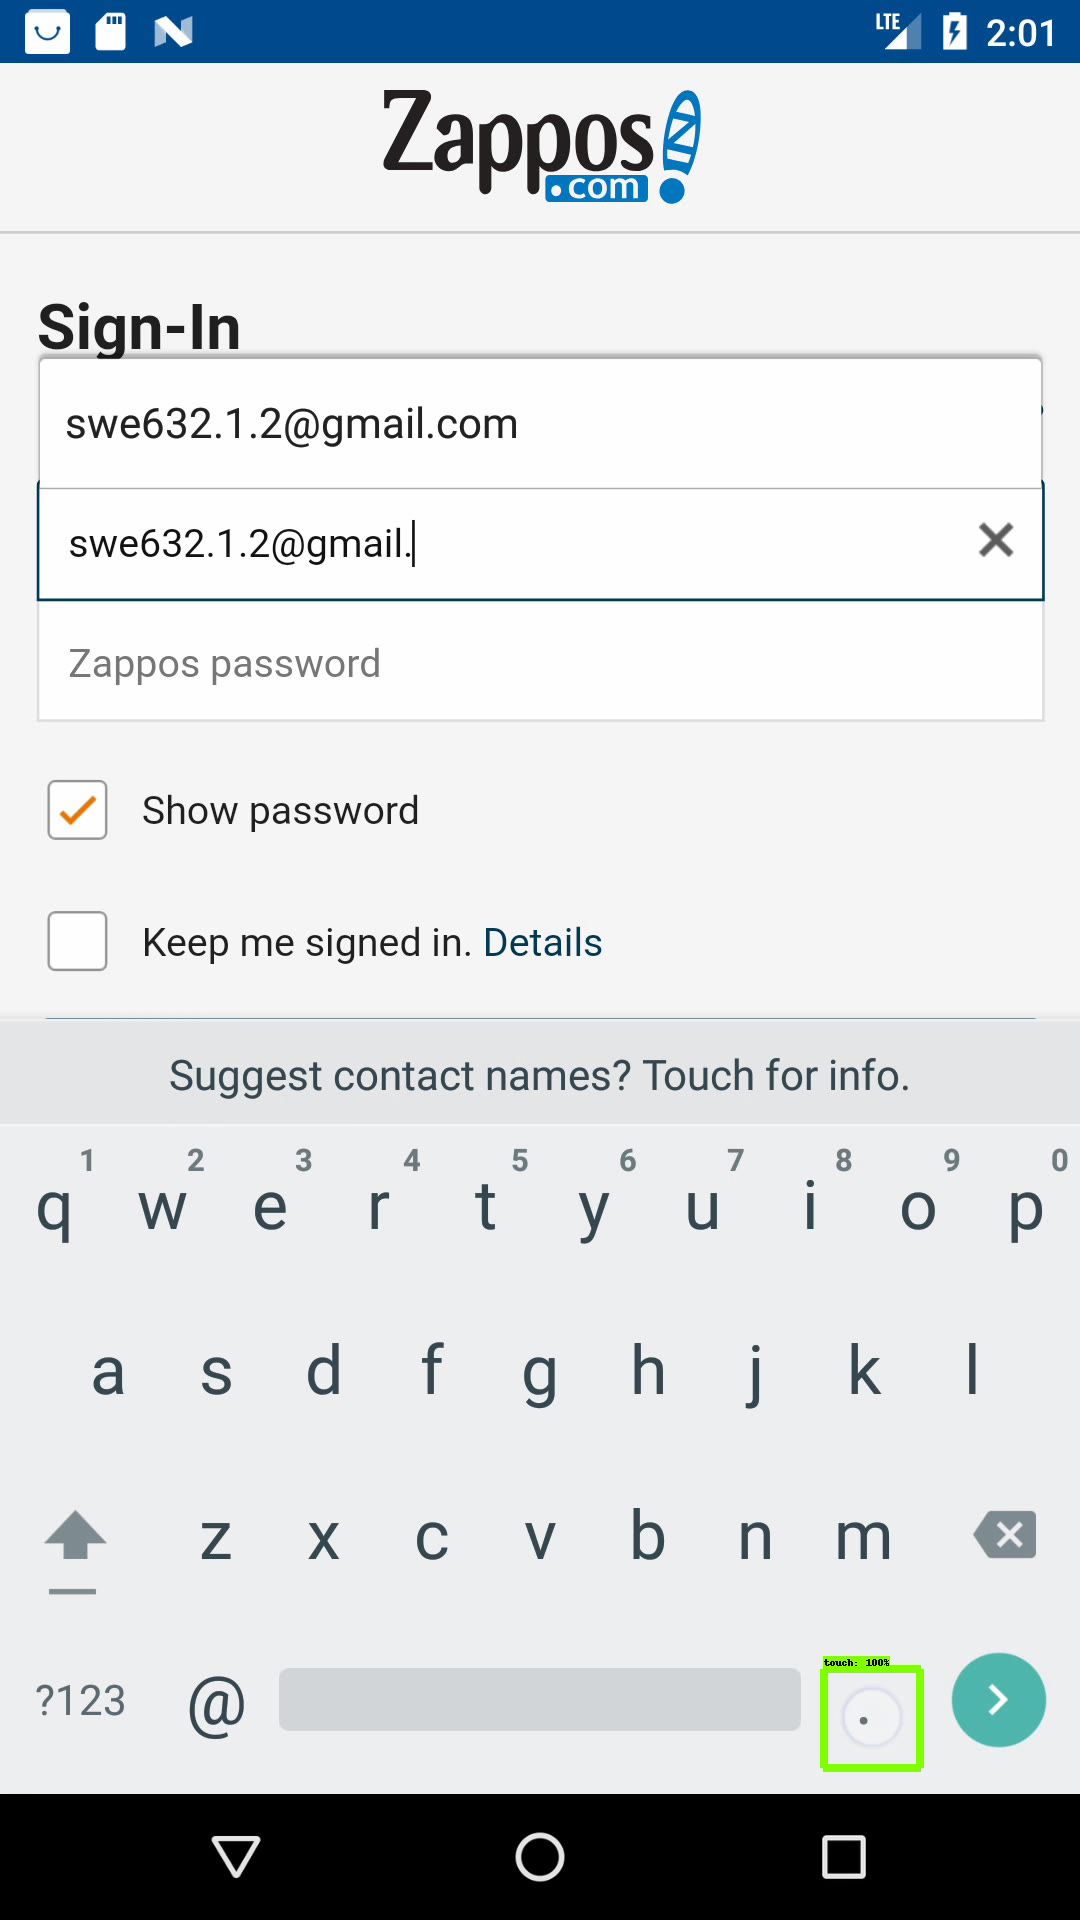 LTE 2:01
Zappos
.com
Sign-In
swe632.1.2@gmail.com
swe632.1.2@gmail.
Zappos password
Show password
Keep me signed in. Details
Suggest contact names? Touch for info.
1 2 3 4 5 6 7 8 9 0
q w e r t y u i o p
a s d f g h j k l
z x c v b n m
touch: 100%
?123 @ .